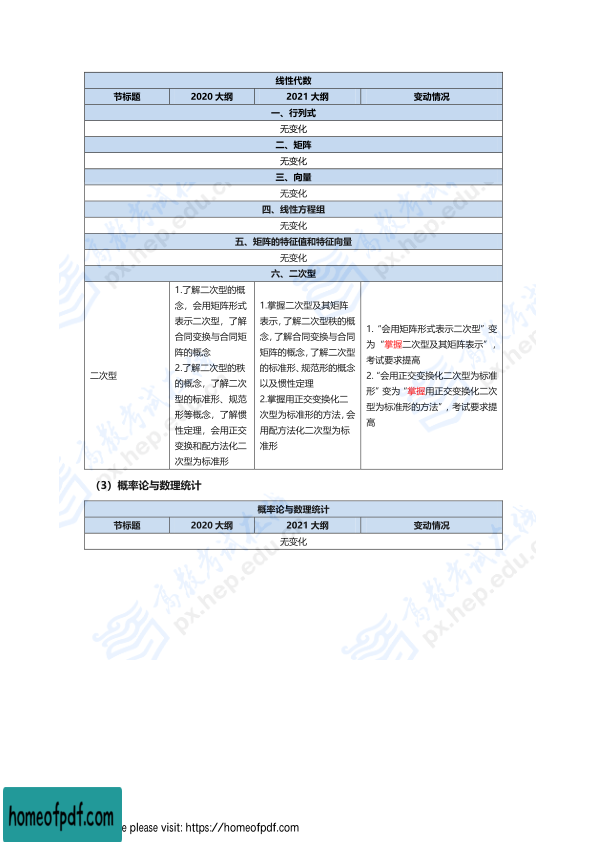 线性代数
节标题 2020 大纲 2021 大纲 变动情况
一、行列式
无变化
二、矩阵
无变化
三、向量
无变化
四、线性方程组
无变化
五、矩阵的特征值和特征向量
无变化
六、二次型
二次型
1.了解二次型的概
念，会用矩阵形式
表示二次型，了解
合同变换与合同矩
阵的概念
2.了解二次型的秩
的概念，了解二次
型的标准形、规范
形等概念，了解惯
性定理，会用正交
变换和配方法化二
次型为标准形
1.掌握二次型及其矩阵
表示，了解二次型秩的概
念，了解合同变换与合同
矩阵的概念，了解二次型
的标准形、规范形的概念
以及惯性定理
2.掌握用正交变换化二
次型为标准形的方法，会
用配方法化二次型为标
准形
1.“会用矩阵形式表示二次型”变
为“掌握二次型及其矩阵表示”，
考试要求提高
2.“会用正交变换化二次型为标准
形”变为“掌握用正交变换化二次
型为标准形的方法”，考试要求提
高
（3）概率论与数理统计
概率论与数理统计
节标题 2020 大纲 2021 大纲 变动情况
无变化
高教考试在线
px.hep.edu.cn
homeofpdf.com
e please visit: https://homeofpdf.com